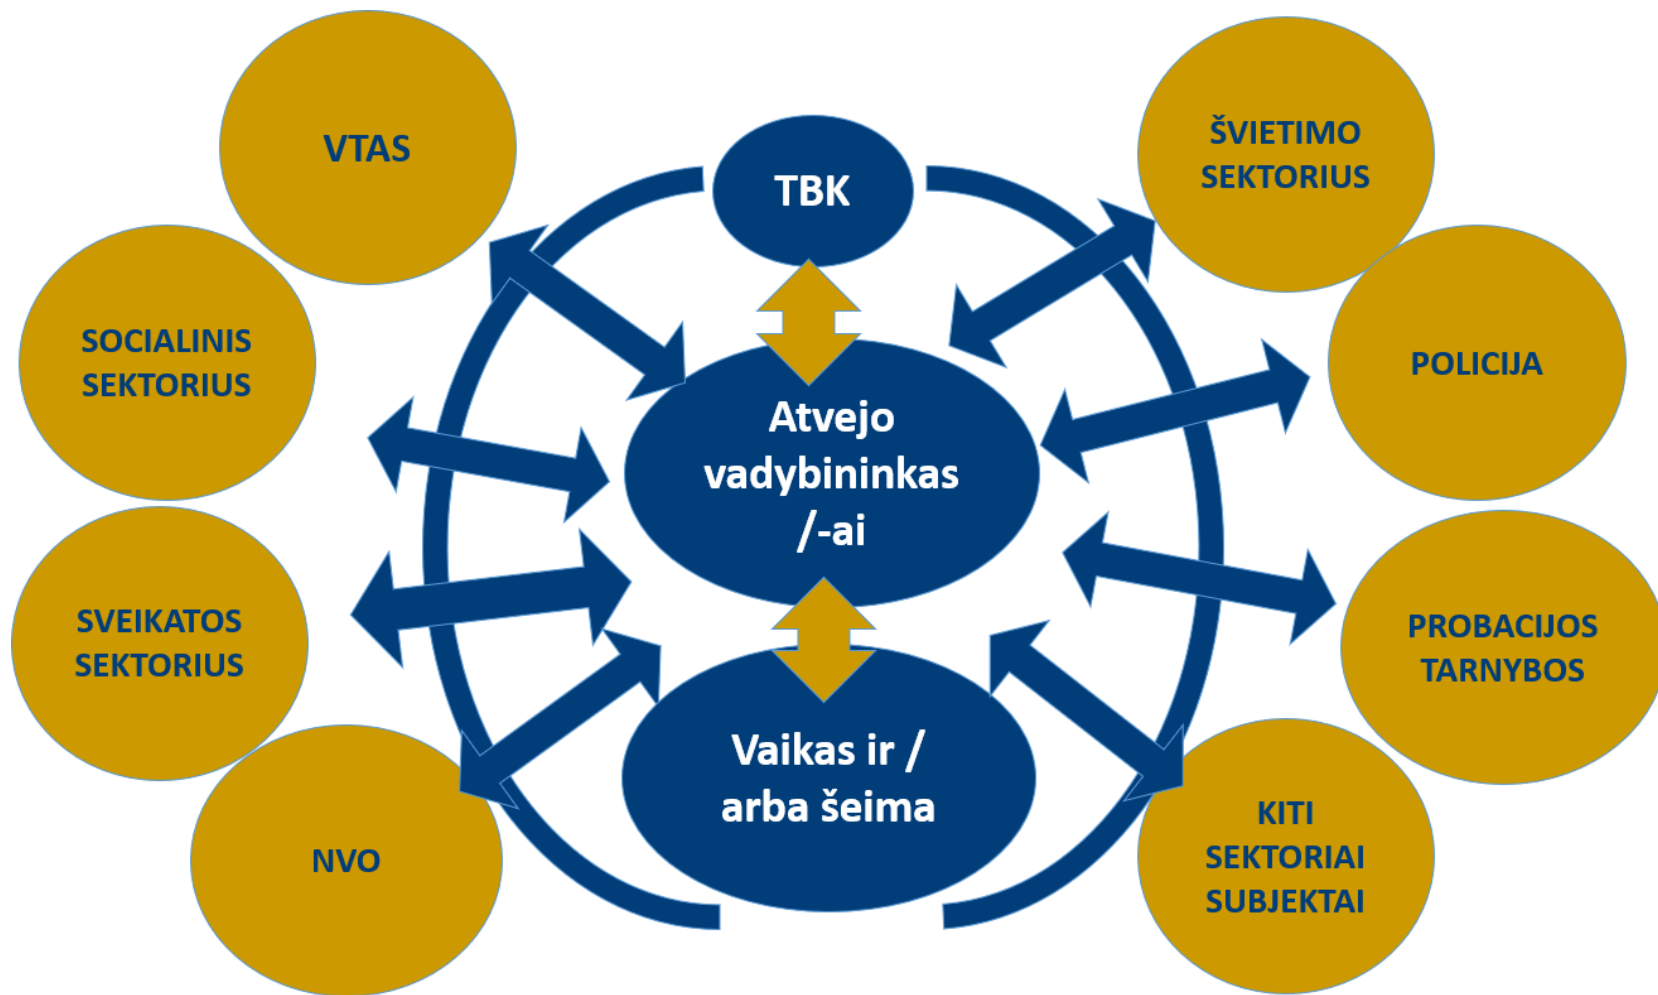 VTAS
SOCIALINIS
SEKTORIUS
SVEIKATOS
SEKTORIUS
NVO
TBK
Atvejo
vadybininkas
/-ai
Vaikas ir /
arba šeima
ŠVIETIMO
SEKTORIUS
POLICIJA
PROBACIJOS
TARNYBOS
KITI
SEKTORIAI
SUBJEKTAI